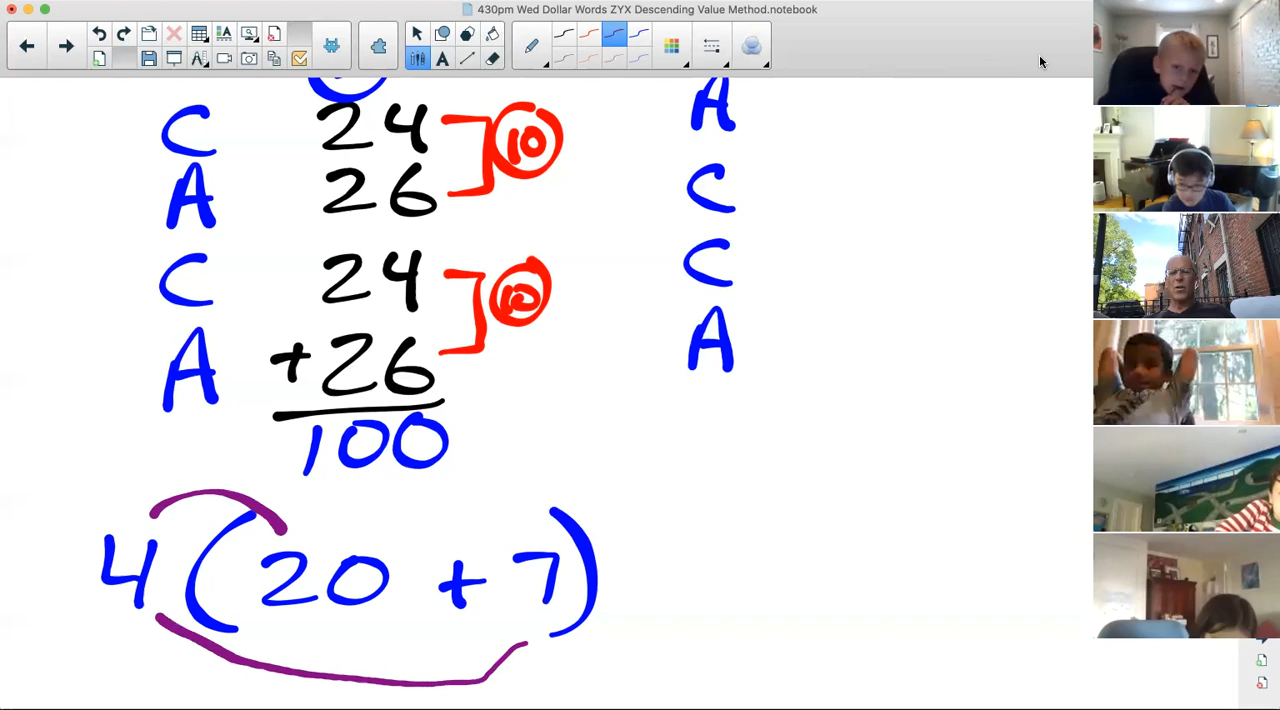 430pm Wed Dollar Words ZYX Descending Value Method.notebook
A
C 24 A
A 26 10 C
C 24 10 C
A +26 A
100
4(20 + 7)